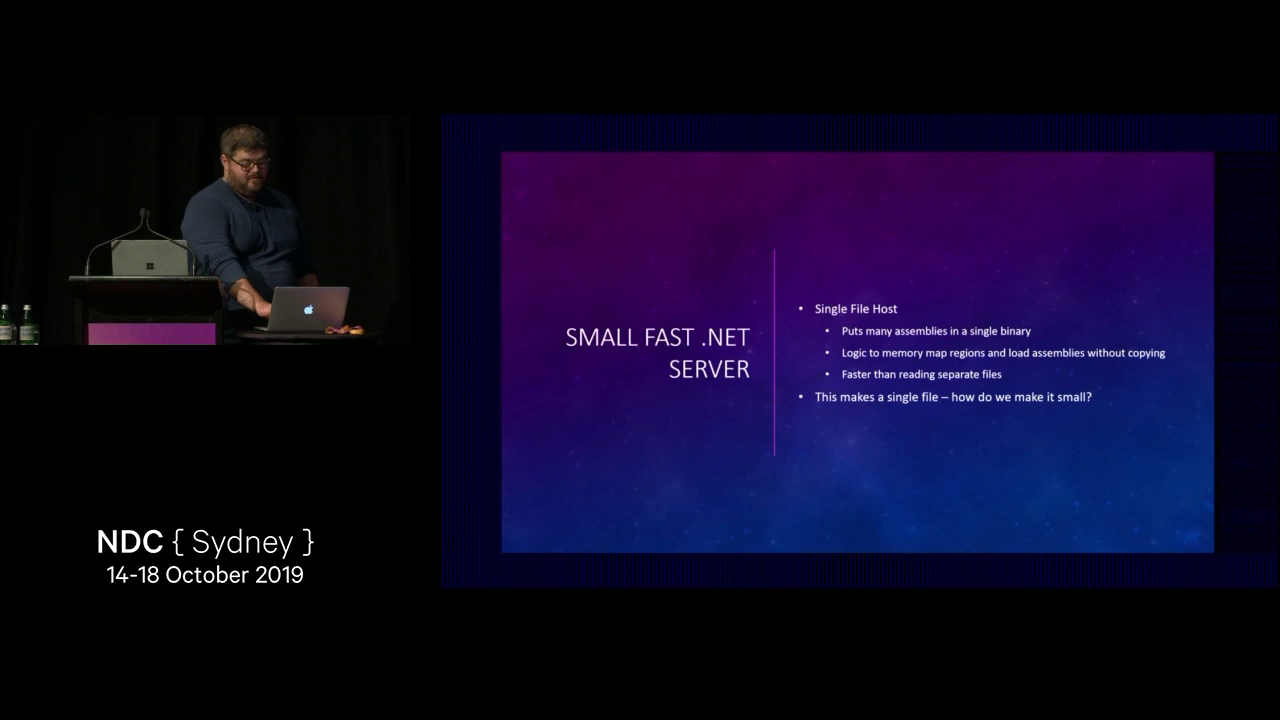 SMALL FAST .NET
SERVER
• Single File Host
• Puts many assemblies in a single binary
• Logic to memory map regions and load assemblies without copying
• Faster than reading separate files
• This makes a single file – how do we make it small?
NDC { Sydney }
14-18 October 2019